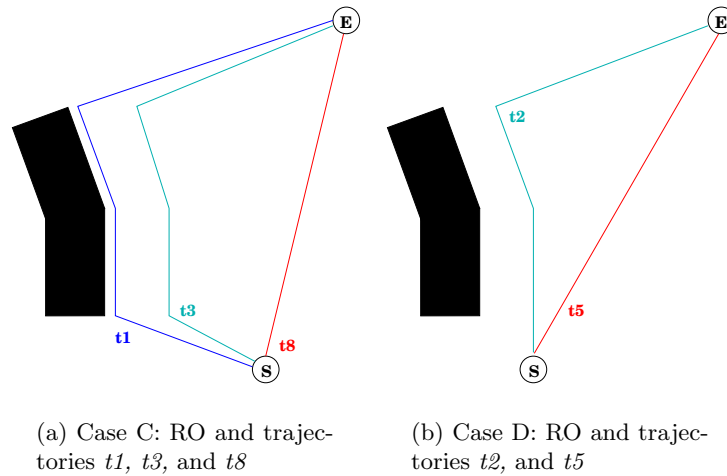 E
t3
t1
t8
S
(a) Case C: RO and trajec-
tories t1, t3, and t8
E
t2
t5
S
(b) Case D: RO and trajec-
tories t2, and t5